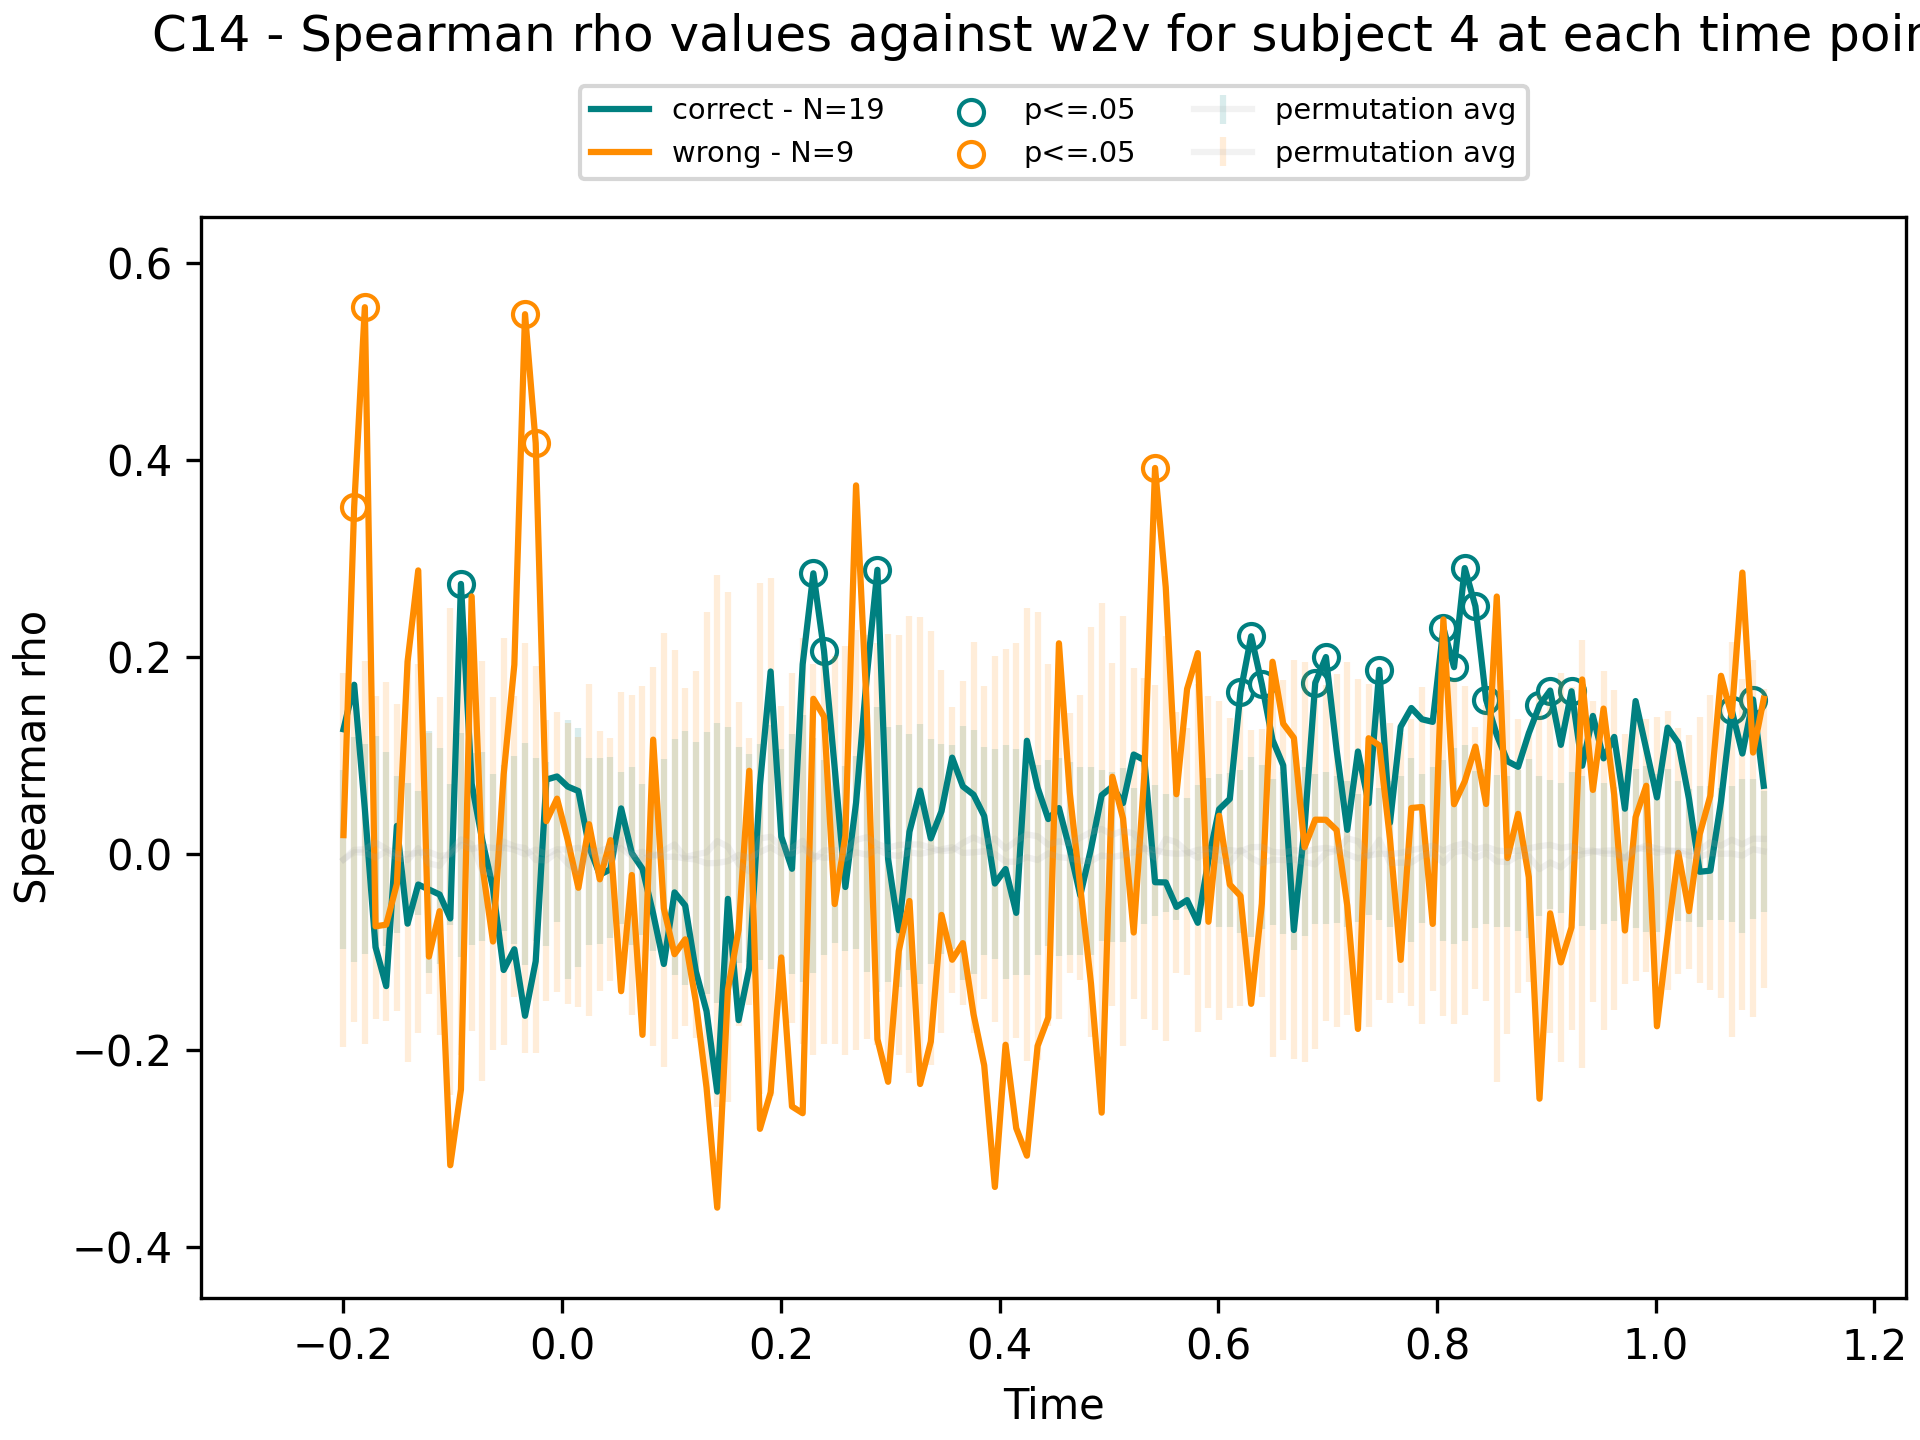 C14 - Spearman rho values against w2v for subject 4 at each time
correct - N=19
wrong - N=9
p<=.05
p<=.05
permutation avg
permutation avg
0.6
0.4
0.2
0.0
−0.2
−0.4
Spearman rho
−0.2
0.0
0.2
0.4
0.6
0.8
1.0
1.2
Time